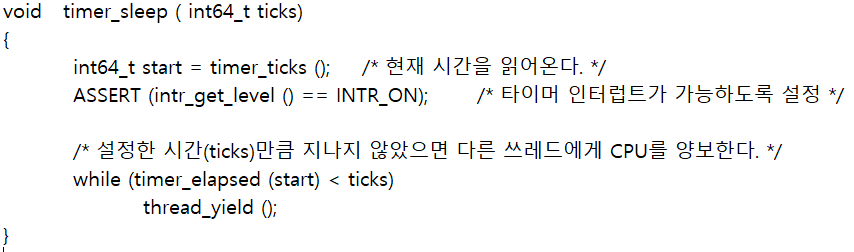 void timer_sleep ( int64_t ticks)
{
int64_t start = timer_ticks (); /* 현재 시간을 읽어온다. */
ASSERT (intr_get_level () == INTR_ON); /* 타이머 인터럽트가 가능하도록 설정 */
/* 설정한 시간(ticks)만큼 지나지 않았으면 다른 쓰레드에게 CPU를 양보한다. */
while (timer_elapsed (start) < ticks)
thread_yield ();
}